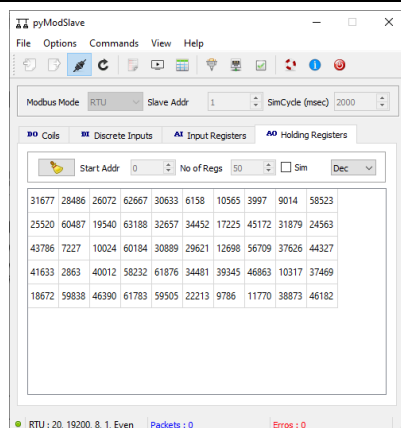 pyModSlave
File Options Commands View Help
Modbus Mode RTU Slave Addr 1 SimCycle (msec) 2000
DO Coils DI Discrete Inputs AI Input Registers AO Holding Registers
Start Addr 0 No of Regs 50 Sim Dec
31677 28486 26072 62667 30633 6158 10565 3997 9014 58523
25520 60487 19540 63188 32657 34452 17225 45172 31879 24563
43786 7227 10024 60184 30889 29621 12698 56709 37626 44327
41633 2863 40012 58232 61876 34481 39345 46863 10317 37469
18672 59838 46390 61783 59505 22213 9786 11770 38873 46182
RTU : 20, 19200, 8, 1, Even Packets : 0 Erros : 0